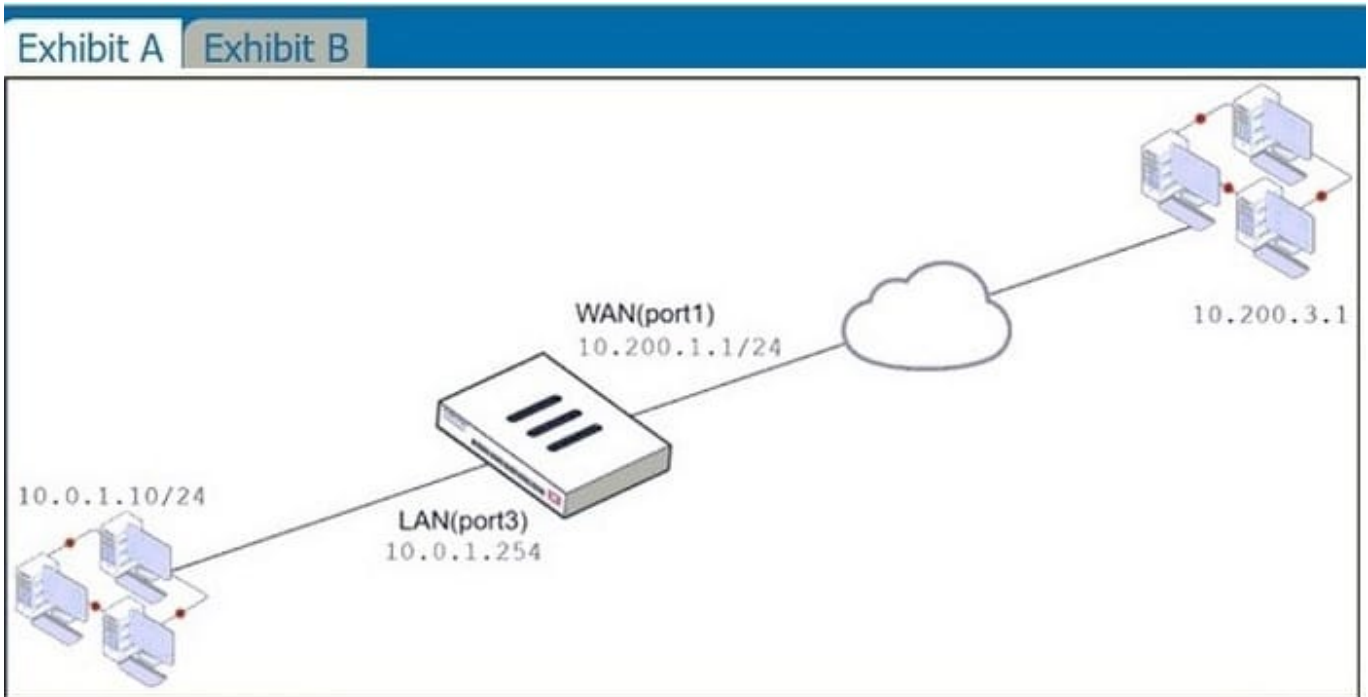 Exhibit A Exhibit B
WAN(port1)
10.200.1.1/24
10.200.3.1
10.0.1.10/24
LAN(port3)
10.0.1.254